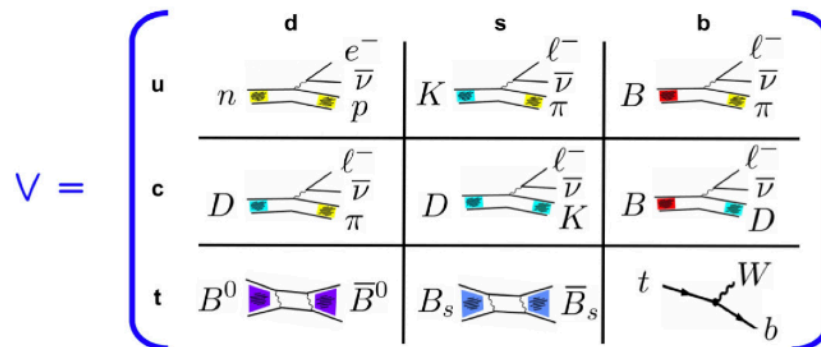 d s b
u n e⁻ ν̄ p K ℓ⁻ ν̄ π B ℓ⁻ ν̄ π
V =
c D ℓ⁻ ν̄ π D ℓ⁻ ν̄ K B ℓ⁻ ν̄ D
t B⁰ B̄⁰ Bₛ B̄ₛ t W b